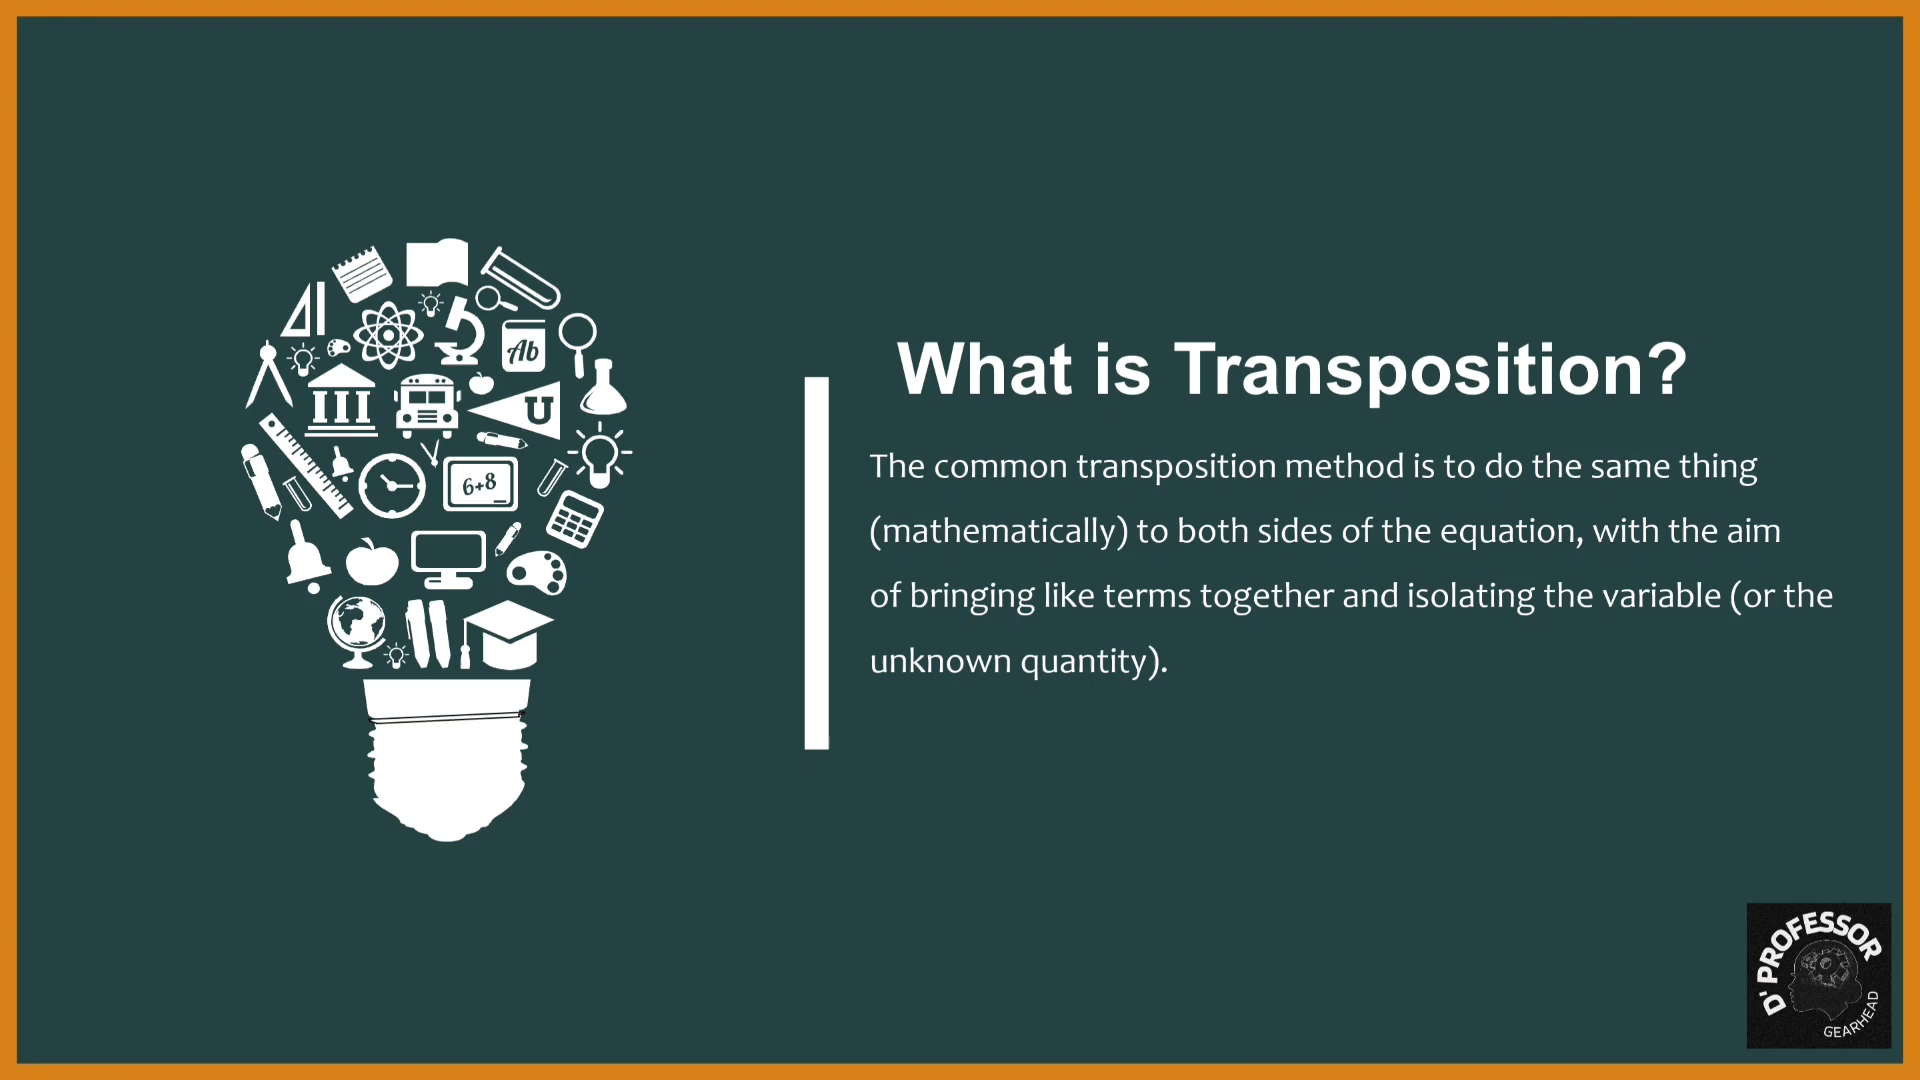 What is Transposition?
The common transposition method is to do the same thing
(mathematically) to both sides of the equation, with the aim
of bringing like terms together and isolating the variable (or the
unknown quantity).
Ab
U
6+8
D' PROFESSOR
GEARHEAD